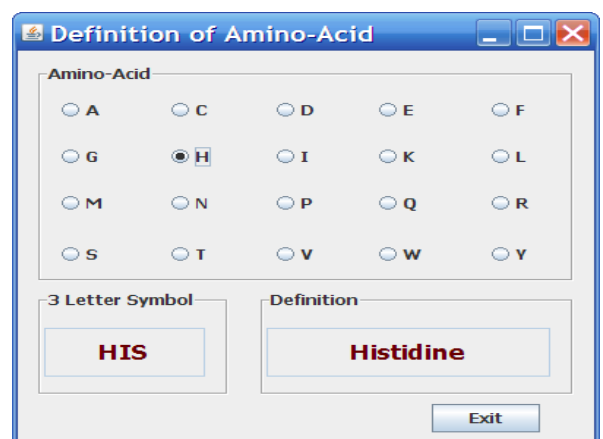 Definition of Amino-Acid
Amino-Acid
A C D E F
G H I K L
M N P Q R
S T V W Y
3 Letter Symbol Definition
HIS Histidine
Exit